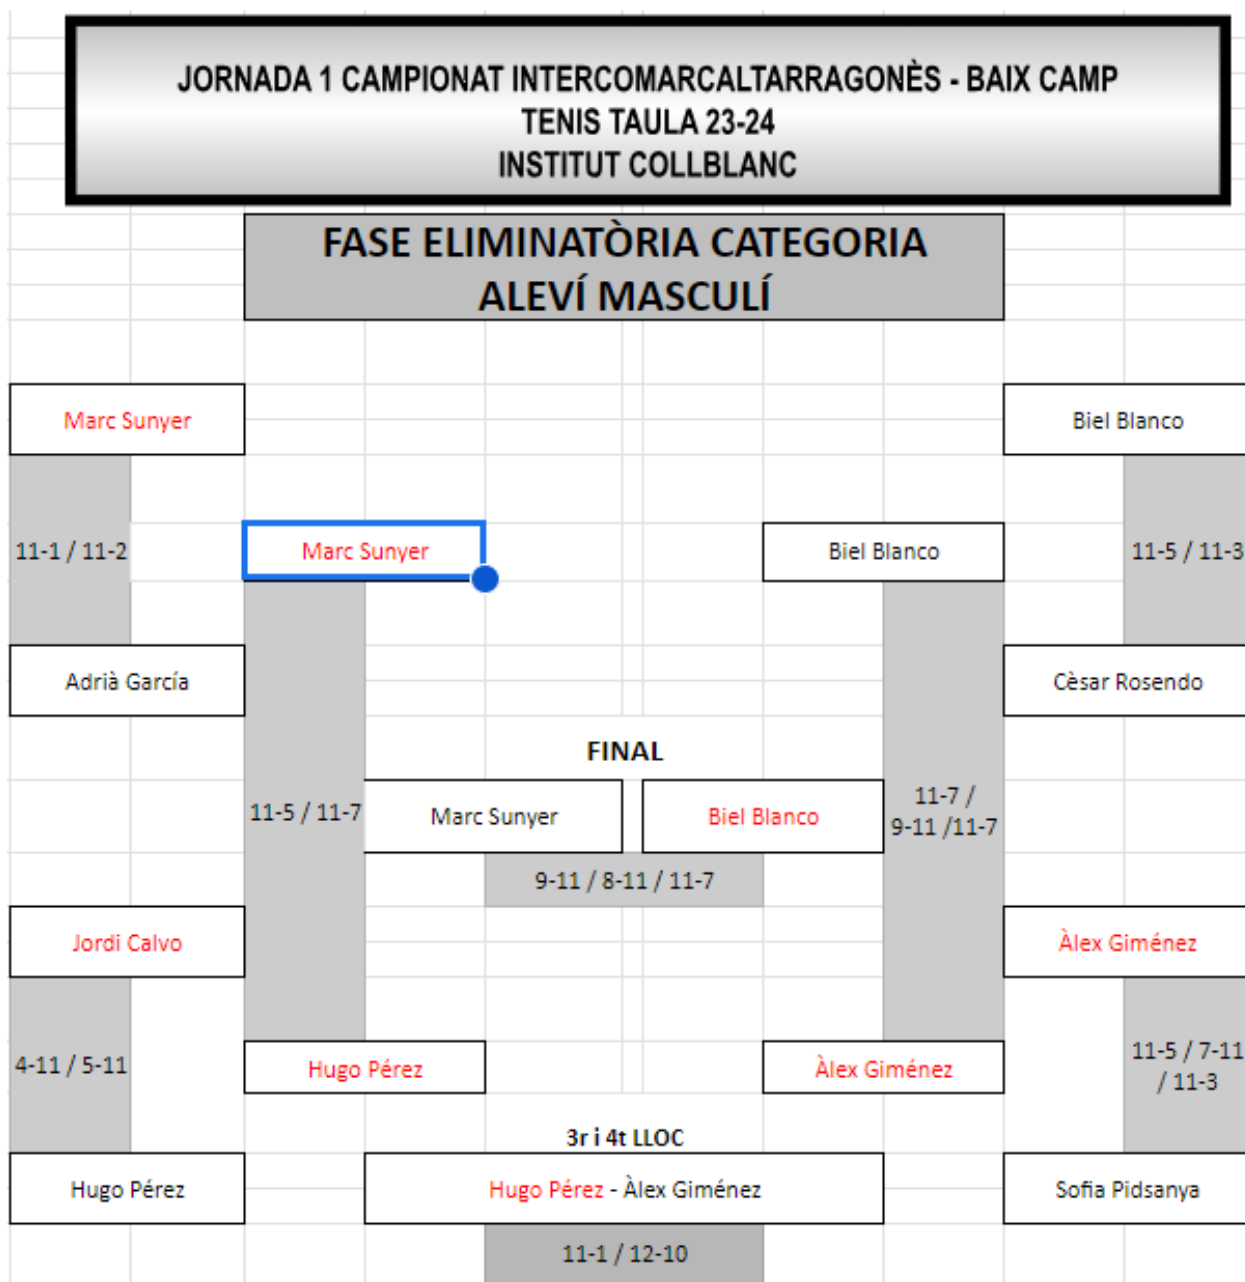 JORNADA 1 CAMPIONAT INTERCOMARCALTARRAGONÈS - BAIX CAMP
TENIS TAULA 23-24
INSTITUT COLLBLANC
FASE ELIMINATÒRIA CATEGORIA
ALEVÍ MASCULÍ
Marc Sunyer
Biel Blanco
11-1 / 11-2
Marc Sunyer
Biel Blanco
11-5 / 11-3
Adrià García
Cèsar Rosendo
FINAL
11-5 / 11-7
Marc Sunyer
Biel Blanco
11-7 /
9-11 /11-7
9-11 / 8-11 / 11-7
Jordi Calvo
Àlex Giménez
4-11 / 5-11
Hugo Pérez
Àlex Giménez
11-5 / 7-11
/ 11-3
3r i 4t LLOC
Hugo Pérez
Hugo Pérez - Àlex Giménez
Sofia Pidsanya
11-1 / 12-10